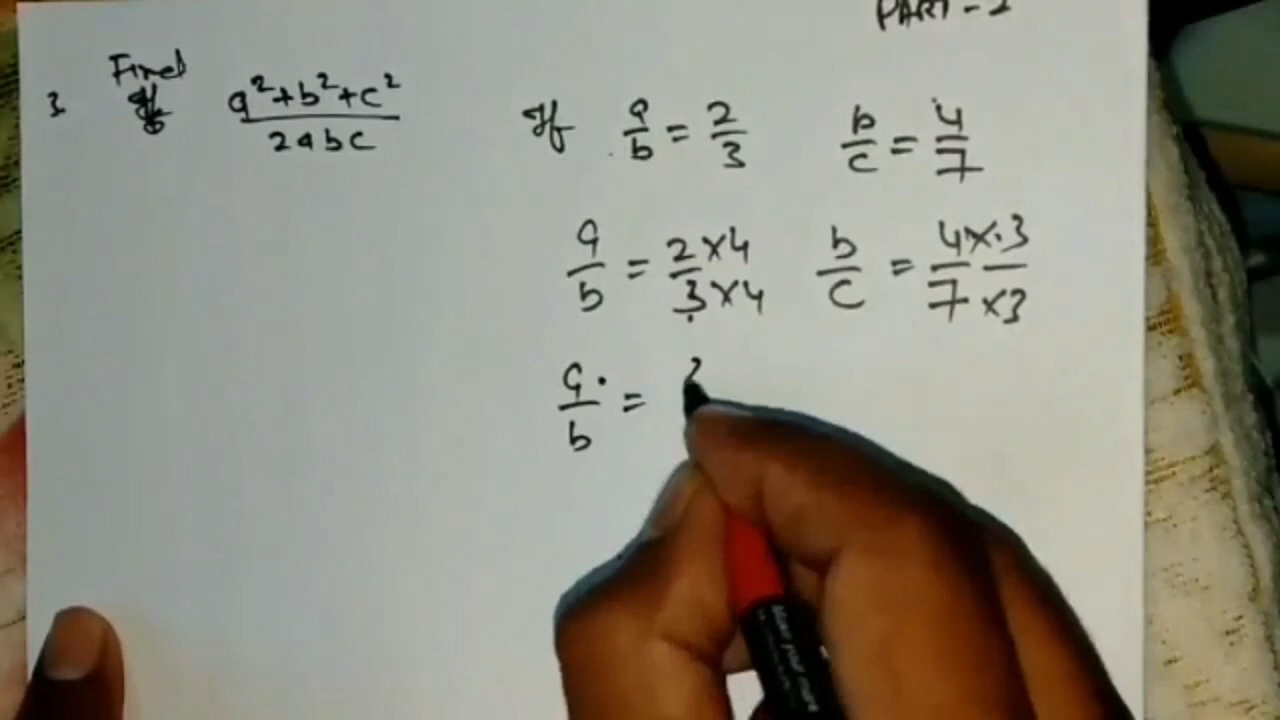 PART - 1
Find
3 a²+b²+c² / 2abc If a/b = 2/3 b/c = 4/7
a/b = 2×4 / 3×4 b/c = 4×3 / 7×3
a/b =